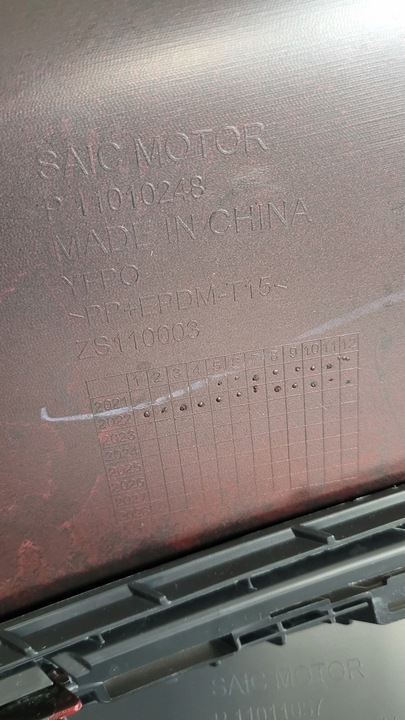 SAIC MOTOR
P 11010248
MADE IN CHINA
YFPO
>PP+EPDM-T15<
ZS110003
1 2 3 4 5 6 7 8 9 10 11 12
2021
2022
2023
2024
2025
2026
SAIC MOTOR
P 11011057